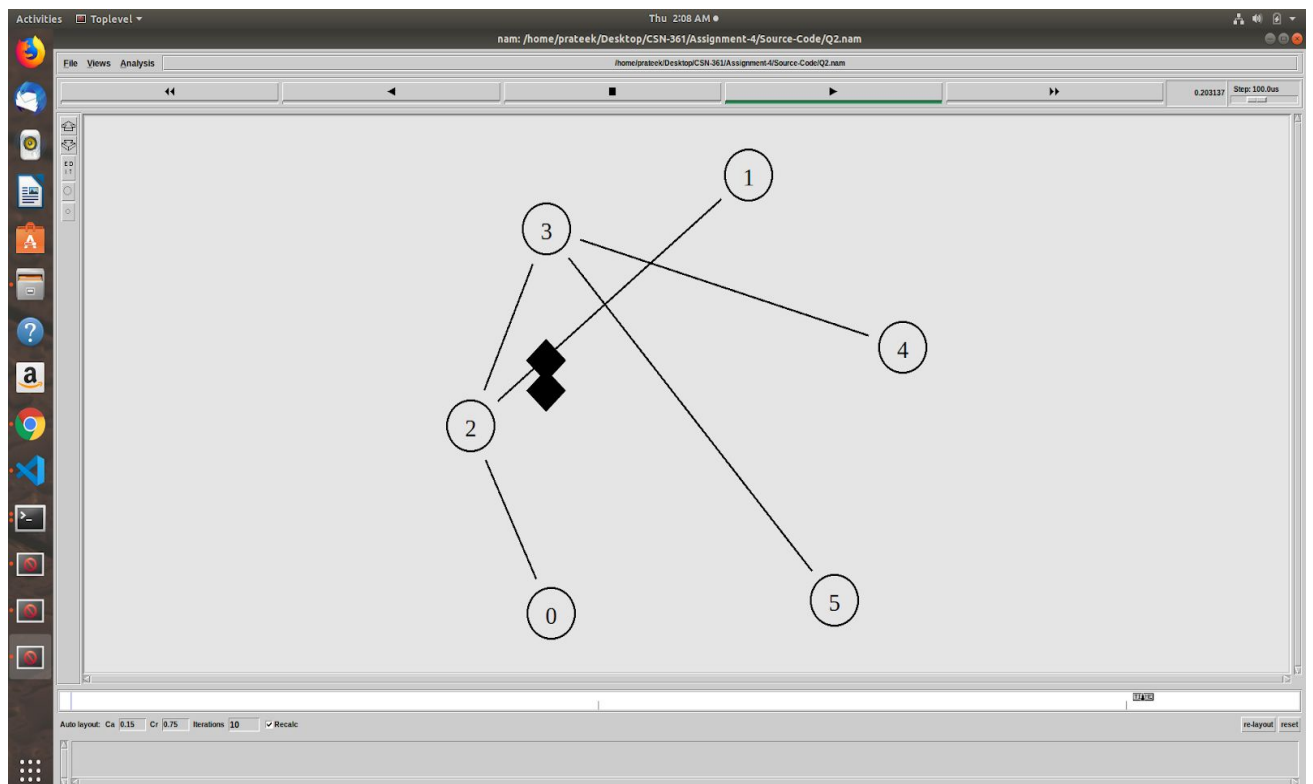 Activities Toplevel Thu 2:08 AM
nam: /home/prateek/Desktop/CSN-361/Assignment-4/Source-Code/Q2.nam
File Views Analysis /home/prateek/Desktop/CSN-361/Assignment-4/Source-Code/Q2.nam
0.203137 Step: 100.0us
ED
IT
1
3
4
2
5
0
Auto layout: Ca 0.15 Cr 0.75 Iterations 10 Recalc re-layout reset